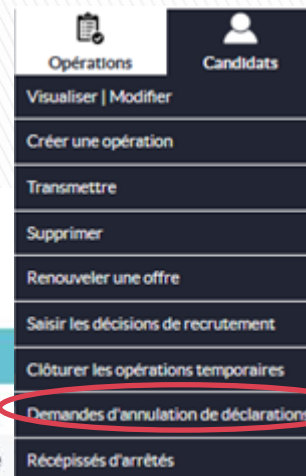 Opérations Candidats
Visualiser | Modifier
Créer une opération
Transmettre
Supprimer
Renouveler une offre
Saisir les décisions de recrutement
Clôturer les opérations temporaires
Demandes d'annulation de déclarations
Récépissés d'arrêtés